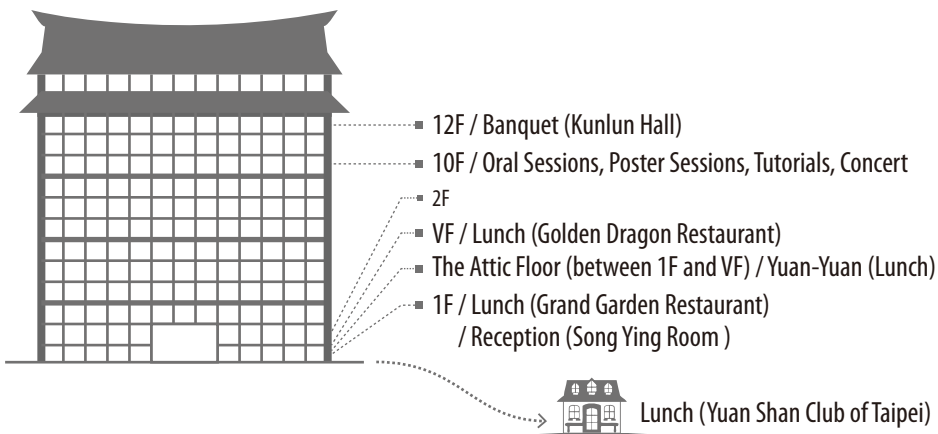 12F / Banquet (Kunlun Hall)
10F / Oral Sessions, Poster Sessions, Tutorials, Concert
2F
VF / Lunch (Golden Dragon Restaurant)
The Attic Floor (between 1F and VF) / Yuan-Yuan (Lunch)
1F / Lunch (Grand Garden Restaurant)
/ Reception (Song Ying Room )
Lunch (Yuan Shan Club of Taipei)